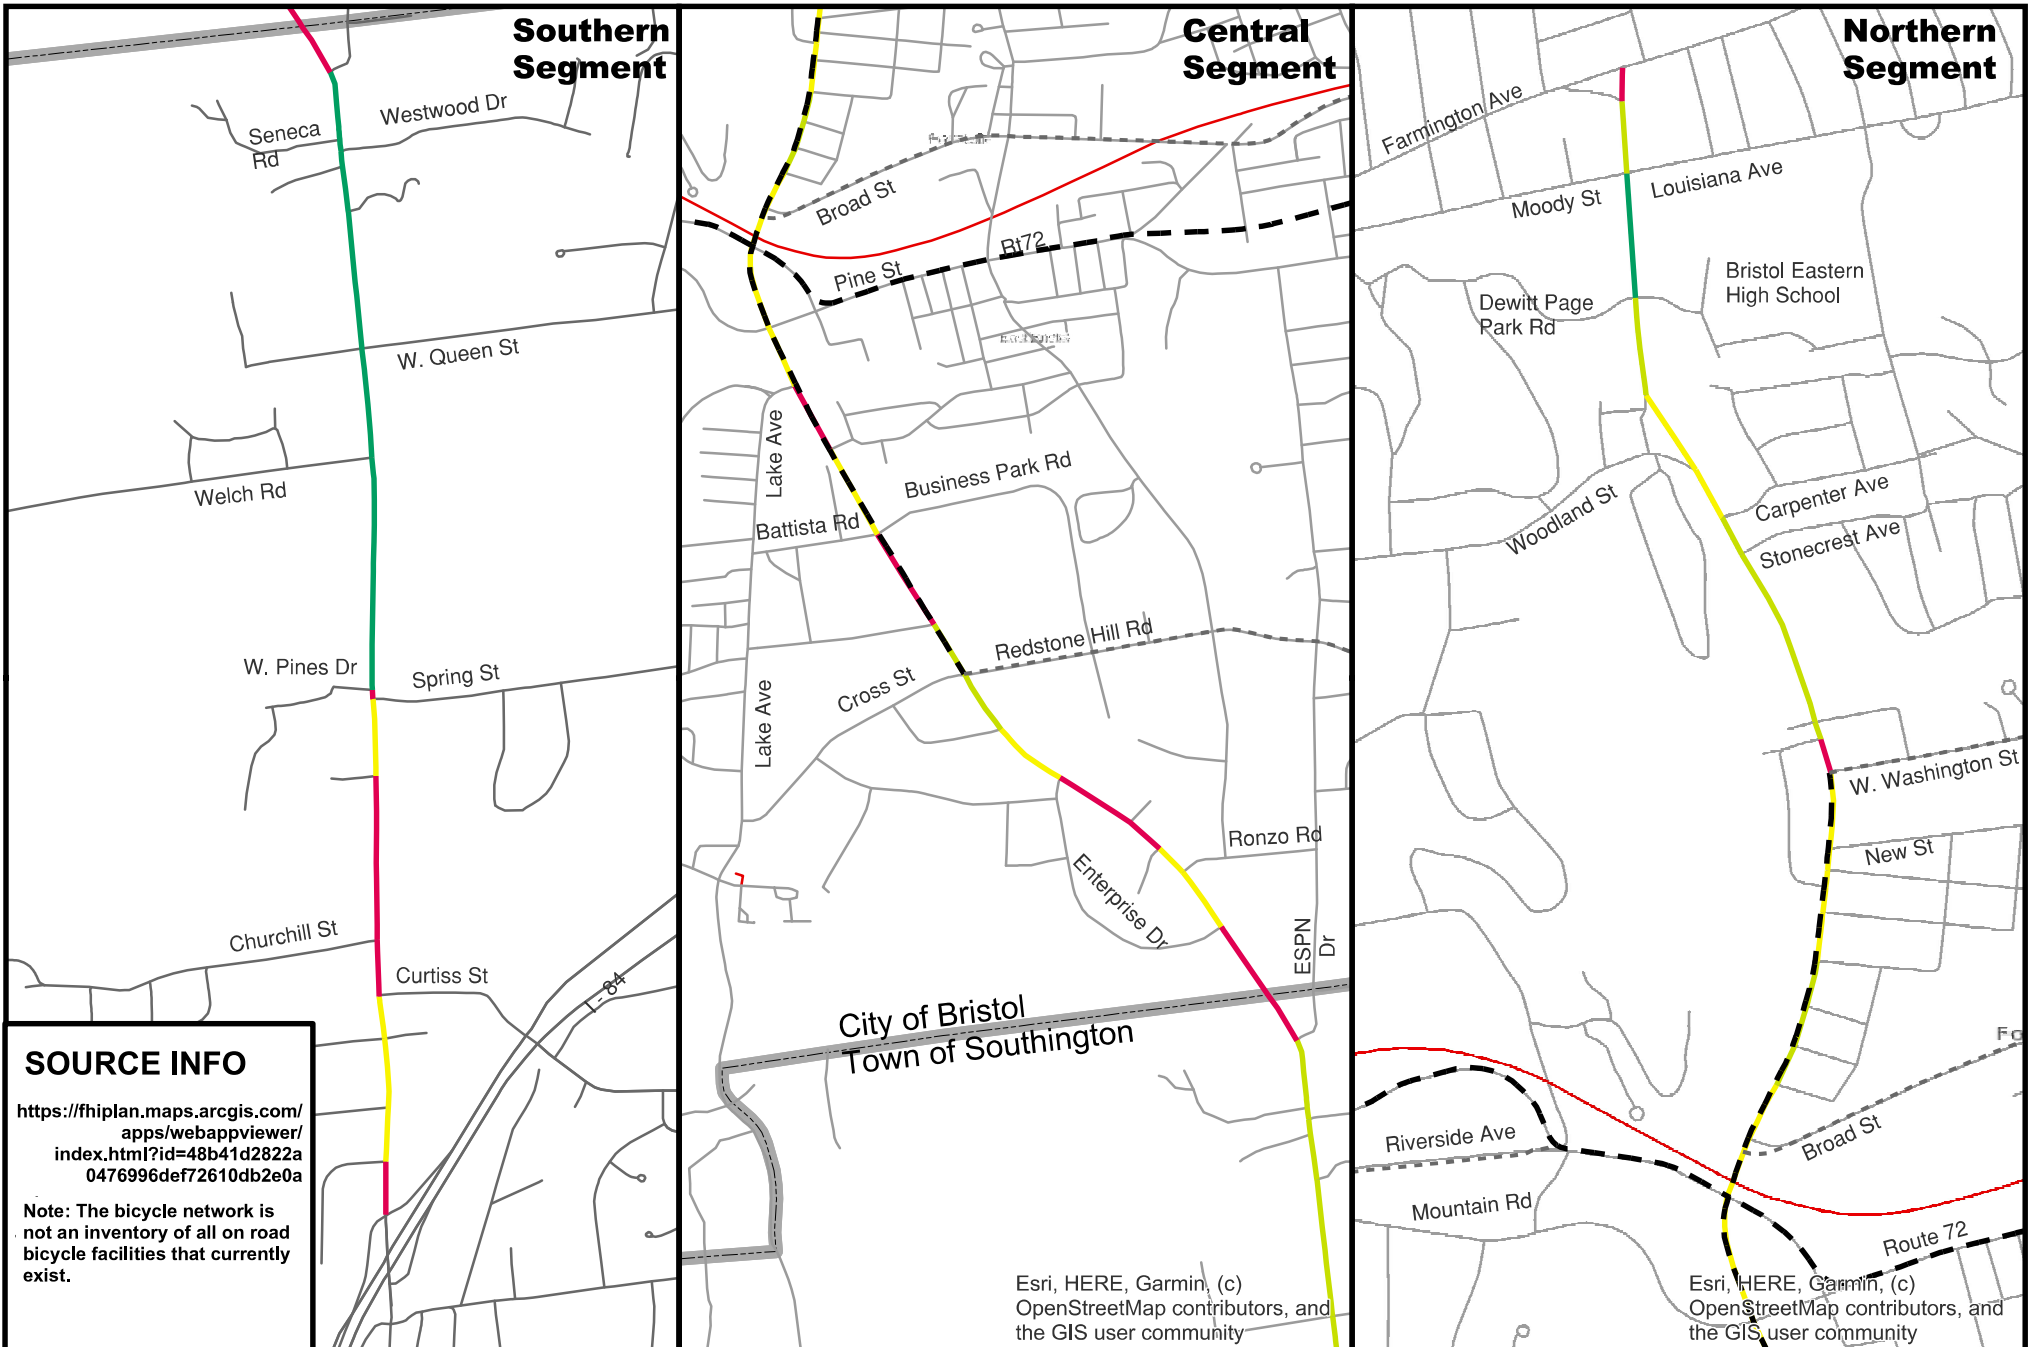 Southern
Segment
Seneca
Rd
Westwood Dr
W. Queen St
Welch Rd
W. Pines Dr
Spring St
Churchill St
Curtiss St
I - 84
SOURCE INFO
https://fhiplan.maps.arcgis.com/
apps/webappviewer/
index.html?id=48b41d2822a
0476996def72610db2e0a
Note: The bicycle network is
not an inventory of all on road
bicycle facilities that currently
exist.
Central
Segment
Broad St
Rt72
Pine St
Lake Ave
Business Park Rd
Battista Rd
Redstone Hill Rd
Cross St
Lake Ave
Ronzo Rd
Enterprise Dr
ESPN
Dr
City of Bristol
Town of Southington
Esri, HERE, Garmin, (c)
OpenStreetMap contributors, and
the GIS user community
Northern
Segment
Farmington Ave
Louisiana Ave
Moody St
Bristol Eastern
High School
Dewitt Page
Park Rd
Carpenter Ave
Woodland St
Stonecrest Ave
W. Washington St
New St
Fo
Broad St
Riverside Ave
Mountain Rd
Route 72
Esri, HERE, Garmin, (c)
OpenStreetMap contributors, and
the GIS user community